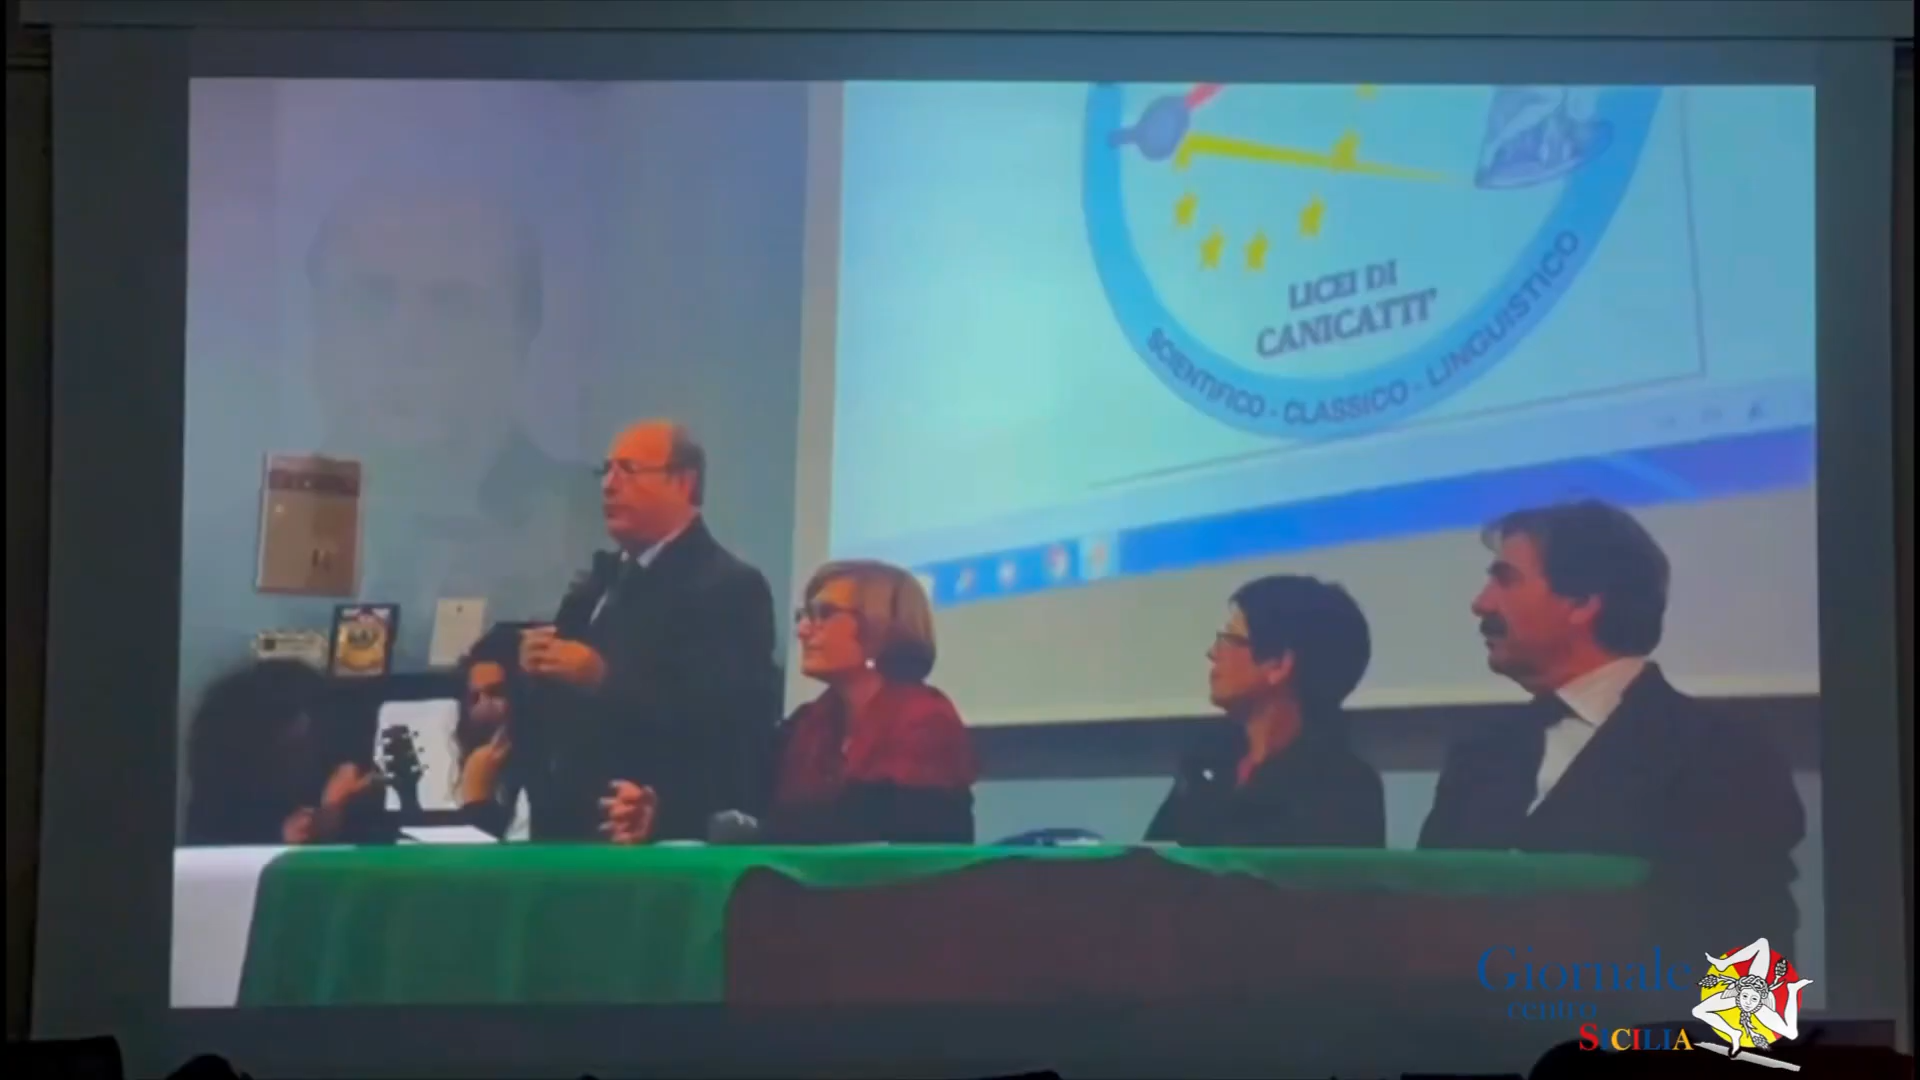 LICEI DI
CANICATTI'
SCIENTIFICO - CLASSICO - LINGUISTICO
Giornale
centro
SICILIA